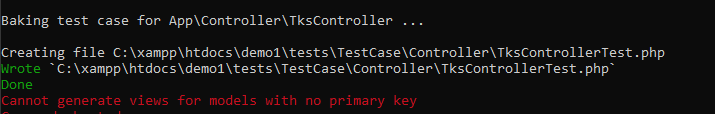 Baking test case for App\Controller\TksController ...
Creating file C:\xampp\htdocs\demo1\tests\TestCase\Controller\TksControllerTest.php
Wrote `C:\xampp\htdocs\demo1\tests\TestCase\Controller\TksControllerTest.php`
Done
Cannot generate views for models with no primary key